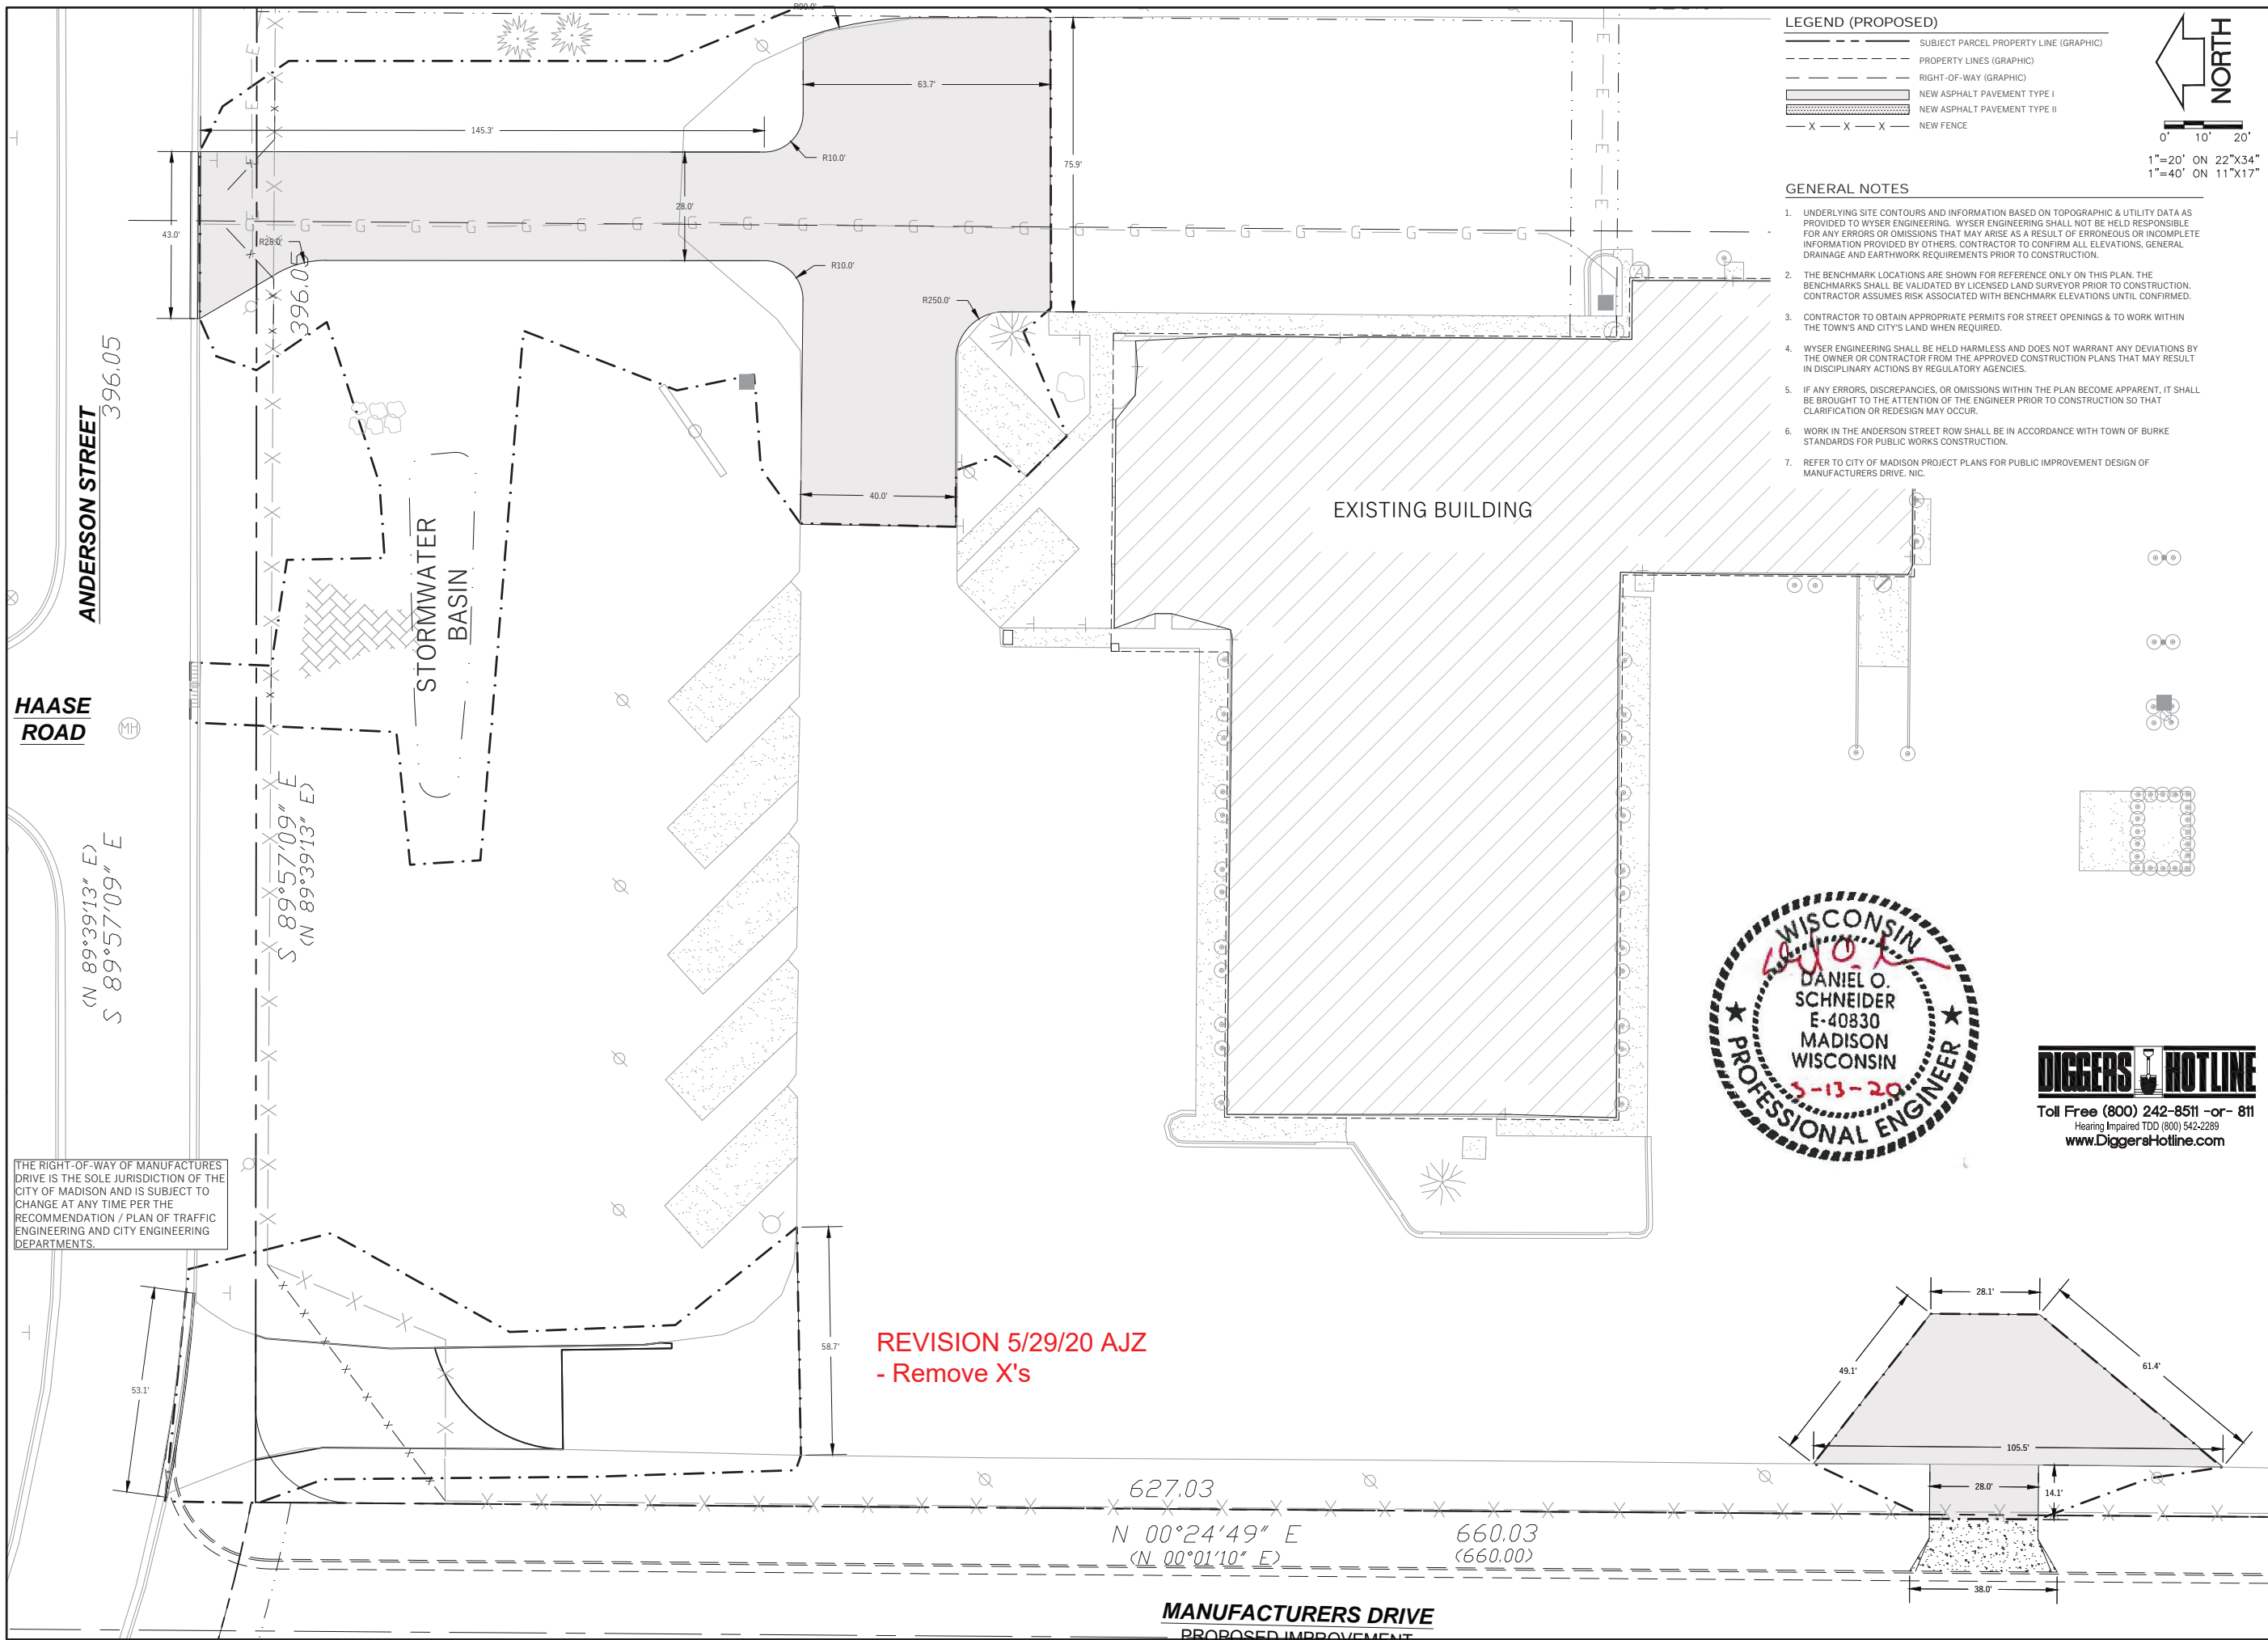 LEGEND (PROPOSED)
SUBJECT PARCEL PROPERTY LINE (GRAPHIC)
PROPERTY LINES (GRAPHIC)
RIGHT-OF-WAY (GRAPHIC)
NEW ASPHALT PAVEMENT TYPE I
NEW ASPHALT PAVEMENT TYPE II
X X X NEW FENCE
NORTH
0' 10' 20'
1"=20' ON 22"X34"
1"=40' ON 11"X17"
GENERAL NOTES
1. UNDERLYING SITE CONTOURS AND INFORMATION BASED ON TOPOGRAPHIC & UTILITY DATA AS
PROVIDED TO WYSER ENGINEERING. WYSER ENGINEERING SHALL NOT BE HELD RESPONSIBLE
FOR ANY ERRORS OR OMISSIONS THAT MAY ARISE AS A RESULT OF ERRONEOUS OR INCOMPLETE
INFORMATION PROVIDED BY OTHERS. CONTRACTOR TO CONFIRM ALL ELEVATIONS, GENERAL
DRAINAGE AND EARTHWORK REQUIREMENTS PRIOR TO CONSTRUCTION.
2. THE BENCHMARK LOCATIONS ARE SHOWN FOR REFERENCE ONLY ON THIS PLAN. THE
BENCHMARKS SHALL BE VALIDATED BY LICENSED LAND SURVEYOR PRIOR TO CONSTRUCTION.
CONTRACTOR ASSUMES RISK ASSOCIATED WITH BENCHMARK ELEVATIONS UNTIL CONFIRMED.
3. CONTRACTOR TO OBTAIN APPROPRIATE PERMITS FOR STREET OPENINGS & TO WORK WITHIN
THE TOWN'S AND CITY'S LAND WHEN REQUIRED.
4. WYSER ENGINEERING SHALL BE HELD HARMLESS AND DOES NOT WARRANT ANY DEVIATIONS BY
THE OWNER OR CONTRACTOR FROM THE APPROVED CONSTRUCTION PLANS THAT MAY RESULT
IN DISCIPLINARY ACTIONS BY REGULATORY AGENCIES.
5. IF ANY ERRORS, DISCREPANCIES, OR OMISSIONS WITHIN THE PLAN BECOME APPARENT, IT SHALL
BE BROUGHT TO THE ATTENTION OF THE ENGINEER PRIOR TO CONSTRUCTION SO THAT
CLARIFICATION OR REDESIGN MAY OCCUR.
6. WORK IN THE ANDERSON STREET ROW SHALL BE IN ACCORDANCE WITH TOWN OF BURKE
STANDARDS FOR PUBLIC WORKS CONSTRUCTION.
7. REFER TO CITY OF MADISON PROJECT PLANS FOR PUBLIC IMPROVEMENT DESIGN OF
MANUFACTURERS DRIVE. NIC.
63.7'
145.3'
R10.0'
75.9'
28.0'
43.0'
R25.0'
R10.0'
R250.0'
40.0'
396.05
396.05
ANDERSON STREET
EXISTING BUILDING
STORMWATER
BASIN
HAASE
ROAD
MH
S 89°57'09" E
(N 89°39'13" E)
(N 89°39'13" E)
S 89°57'09" E
WISCONSIN
DANIEL O.
SCHNEIDER
E-40830
MADISON
WISCONSIN
5-13-20
PROFESSIONAL ENGINEER
DIGGERS HOTLINE
Toll Free (800) 242-8511 -or- 811
Hearing Impaired TDD (800) 542-2289
www.DiggersHotline.com
THE RIGHT-OF-WAY OF MANUFACTURES
DRIVE IS THE SOLE JURISDICTION OF THE
CITY OF MADISON AND IS SUBJECT TO
CHANGE AT ANY TIME PER THE
RECOMMENDATION / PLAN OF TRAFFIC
ENGINEERING AND CITY ENGINEERING
DEPARTMENTS.
53.1'
58.7'
REVISION 5/29/20 AJZ
- Remove X's
28.1'
49.1'
61.4'
105.5'
28.0'
14.1'
38.0'
627.03
N 00°24'49" E 660.03
(N 00°01'10" E) (660.00)
MANUFACTURERS DRIVE
PROPOSED IMPROVEMENT